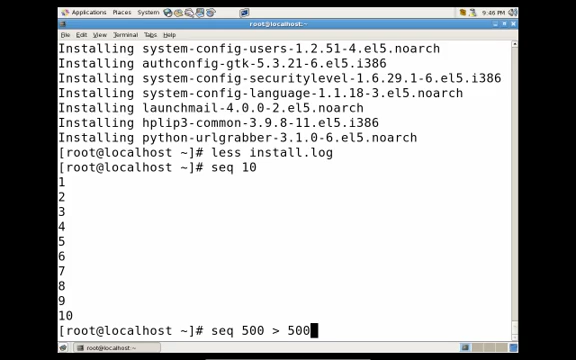 Applications Places System 9:46 PM
root@localhost:~
File Edit View Terminal Tabs Help
Installing system-config-users-1.2.51-4.el5.noarch
Installing authconfig-gtk-5.3.21-6.el5.i386
Installing system-config-securitylevel-1.6.29.1-6.el5.i386
Installing system-config-language-1.1.18-3.el5.noarch
Installing launchmail-4.0.0-2.el5.noarch
Installing hplip3-common-3.9.8-11.el5.i386
Installing python-urlgrabber-3.1.0-6.el5.noarch
[root@localhost ~]# less install.log
[root@localhost ~]# seq 10
1
2
3
4
5
6
7
8
9
10
[root@localhost ~]# seq 500 > 500
root@localhost:~